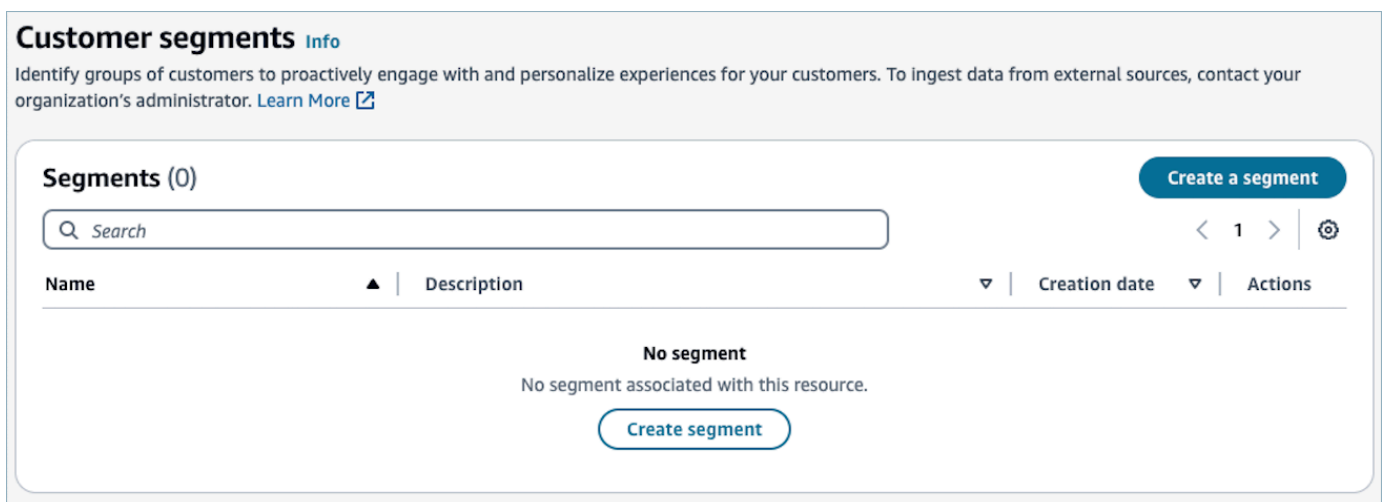 Customer segments Info
Identify groups of customers to proactively engage with and personalize experiences for your customers. To ingest data from external sources, contact your
organization's administrator. Learn More
Segments (0)
Create a segment
Search
1
Name
Description
Creation date
Actions
No segment
No segment associated with this resource.
Create segment